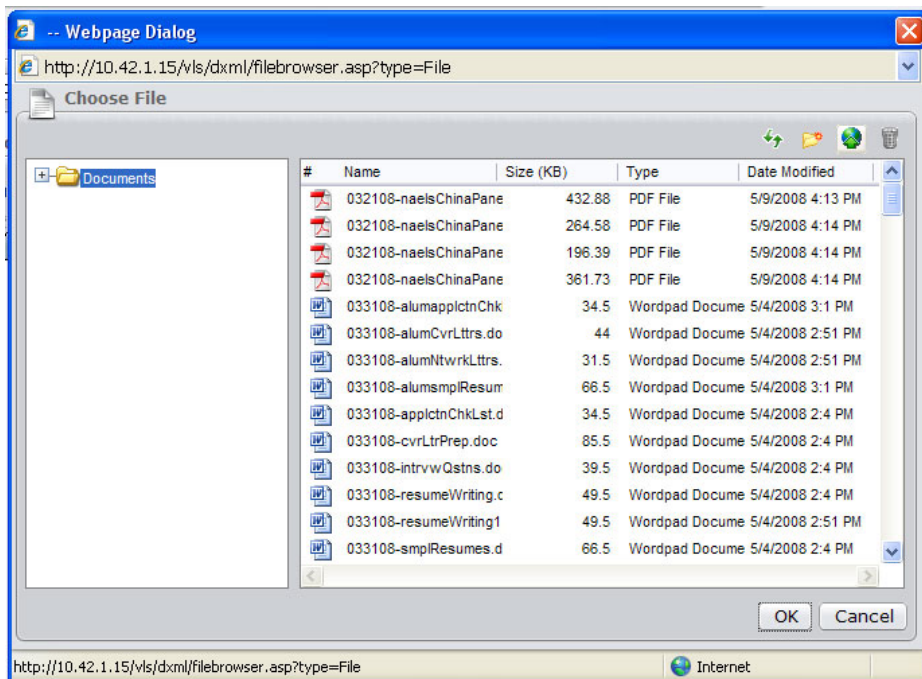 -- Webpage Dialog
http://10.42.1.15/vls/dxml/filebrowser.asp?type=File
Choose File
Documents
# Name Size (KB) Type Date Modified
032108-naelsChinaPane 432.88 PDF File 5/9/2008 4:13 PM
032108-naelsChinaPane 264.58 PDF File 5/9/2008 4:14 PM
032108-naelsChinaPane 196.39 PDF File 5/9/2008 4:14 PM
032108-naelsChinaPane 361.73 PDF File 5/9/2008 4:14 PM
033108-alumapplctnChk 34.5 Wordpad Docume 5/4/2008 3:1 PM
033108-alumCvrLttrs.do 44 Wordpad Docume 5/4/2008 2:51 PM
033108-alumNtwrkLttrs. 31.5 Wordpad Docume 5/4/2008 2:51 PM
033108-alumsmplResum 66.5 Wordpad Docume 5/4/2008 3:1 PM
033108-applctnChkLst.d 34.5 Wordpad Docume 5/4/2008 2:4 PM
033108-cvrLtrPrep.doc 85.5 Wordpad Docume 5/4/2008 2:4 PM
033108-intrvwQstns.do 39.5 Wordpad Docume 5/4/2008 2:4 PM
033108-resumeWriting.c 49.5 Wordpad Docume 5/4/2008 2:4 PM
033108-resumeWriting1 49.5 Wordpad Docume 5/4/2008 2:51 PM
033108-smplResumes.d 66.5 Wordpad Docume 5/4/2008 2:4 PM
OK Cancel
http://10.42.1.15/vls/dxml/filebrowser.asp?type=File Internet